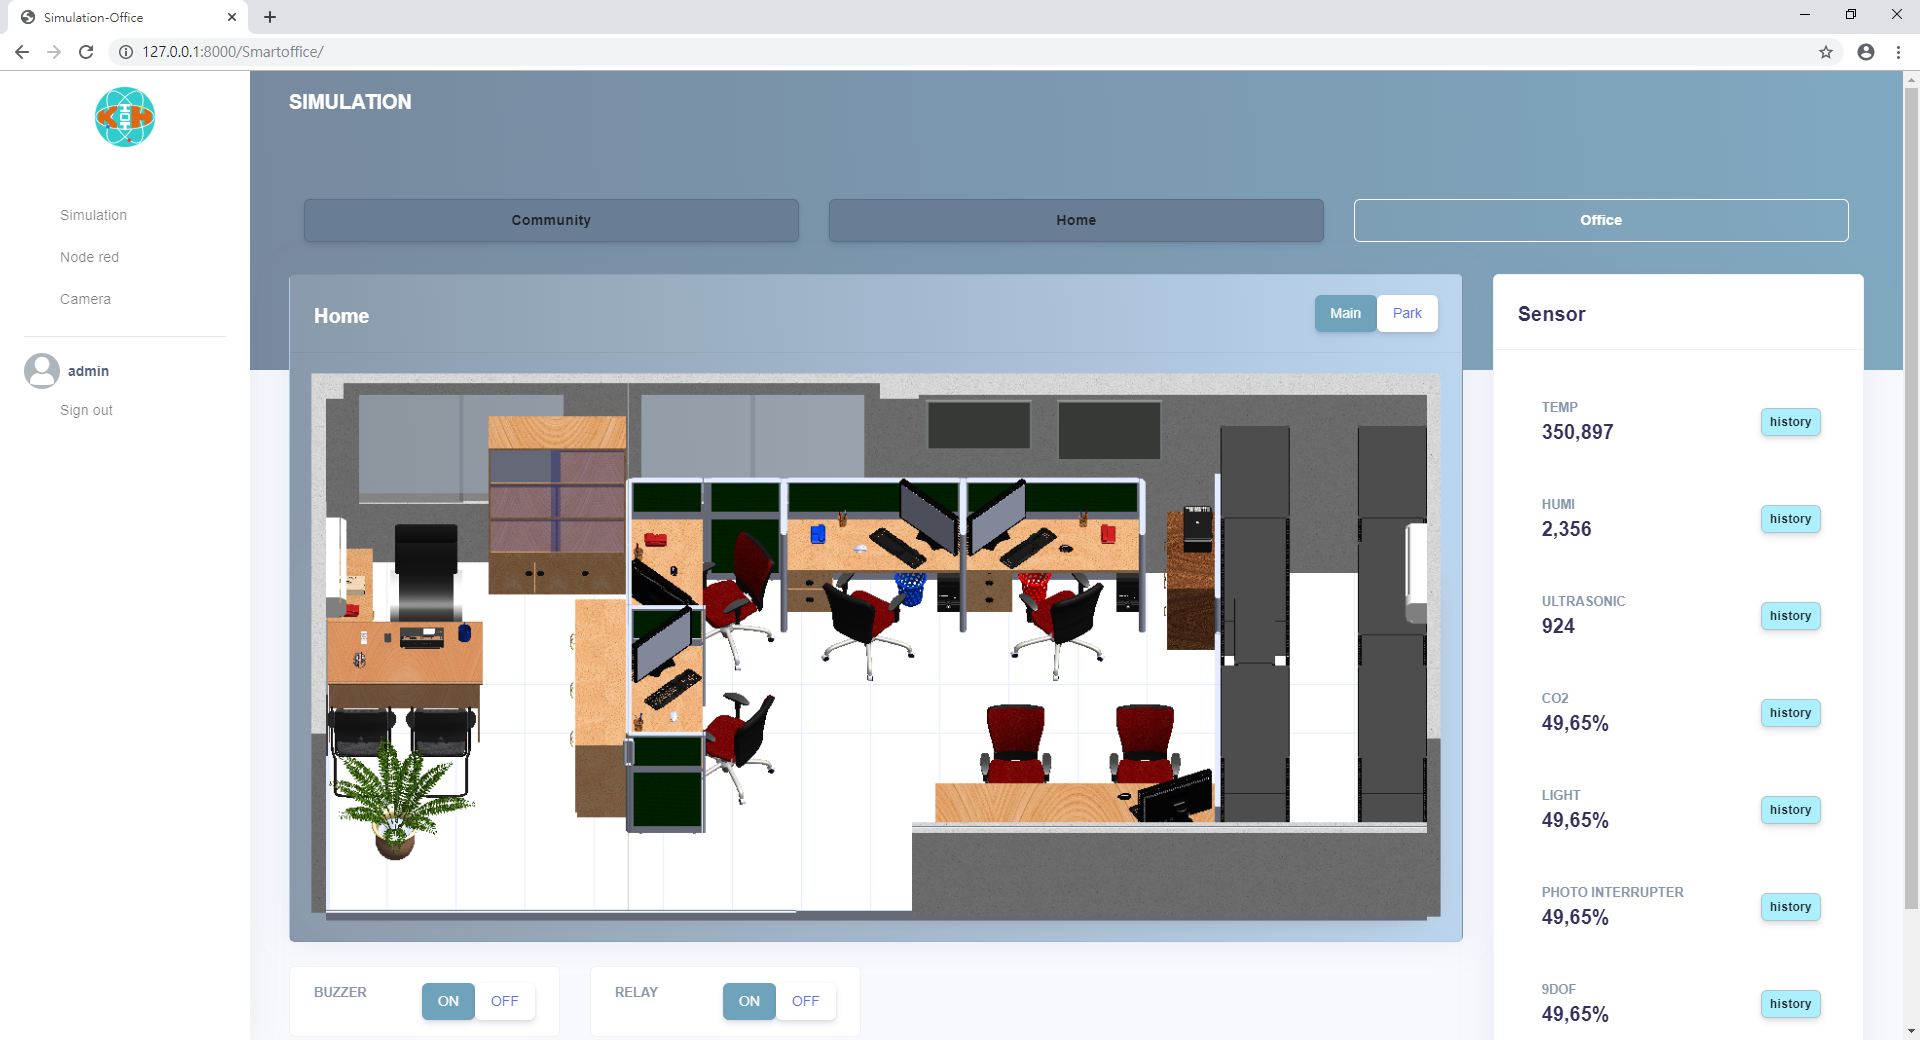 Simulation-Office
127.0.0.1:8000/Smartoffice/
KOH
HOH
Simulation
Node red
Camera
admin
Sign out
SIMULATION
Community
Home
Office
Home
Main
Park
BUZZER
ON
OFF
RELAY
ON
OFF
Sensor
TEMP
350,897
history
HUMI
2,356
history
ULTRASONIC
924
history
CO2
49,65%
history
LIGHT
49,65%
history
PHOTO INTERRUPTER
49,65%
history
9DOF
49,65%
history